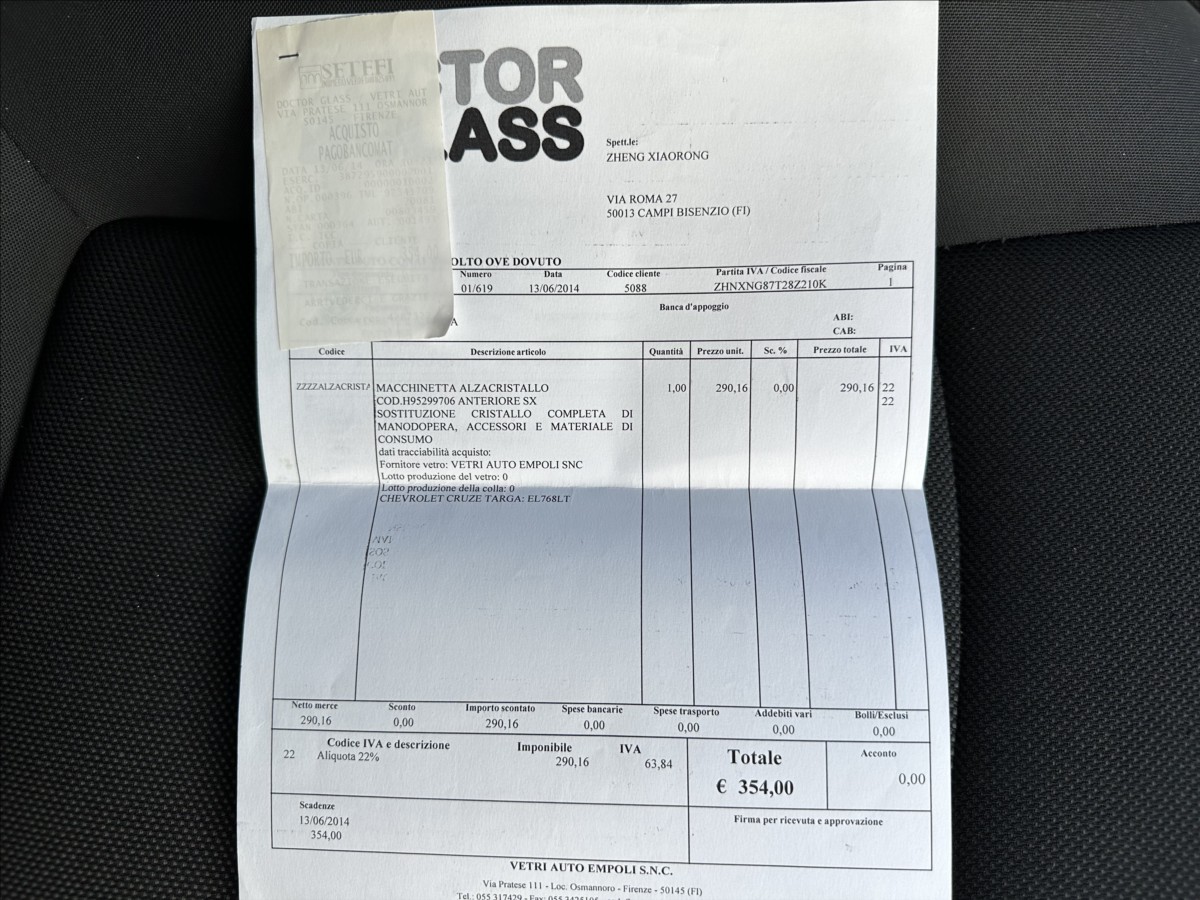 SETEFI
DOCTOR GLASS VETRI AUT
VIA PRATESE 111 OSMANNOR
50145 FIRENZE
ACQUISTO
PAGOBANCOMAT
TOR
ASS
Spett.le:
ZHENG XIAORONG
VIA ROMA 27
50013 CAMPI BISENZIO (FI)
OLTO OVE DOVUTO
Numero Data Codice cliente Partita IVA / Codice fiscale Pagina
01/619 13/06/2014 5088 ZHNXNG87T28Z210K 1
Banca d'appoggio
ABI:
CAB:
A
Codice Descrizione articolo Quantità Prezzo unit. Sc. % Prezzo totale IVA
ZZZZALZACRISTA MACCHINETTA ALZACRISTALLO 1,00 290,16 0,00 290,16 22
COD.H95299706 ANTERIORE SX 22
SOSTITUZIONE CRISTALLO COMPLETA DI
MANODOPERA, ACCESSORI E MATERIALE DI
CONSUMO
dati tracciabilità acquisto:
Fornitore vetro: VETRI AUTO EMPOLI SNC
Lotto produzione del vetro: 0
Lotto produzione della colla: 0
CHEVROLET CRUZE TARGA: EL768LT
Netto merce Sconto Importo scontato Spese bancarie Spese trasporto Addebiti vari Bolli/Esclusi
290,16 0,00 290,16 0,00 0,00 0,00 0,00
Codice IVA e descrizione Imponibile IVA Totale Acconto
22 Aliquota 22% 290,16 63,84 € 354,00 0,00
Scadenze
13/06/2014
354,00
Firma per ricevuta e approvazione
VETRI AUTO EMPOLI S.N.C.
Via Pratese 111 - Loc. Osmannoro - Firenze - 50145 (FI)
Tel.: 055 317429 - Fax: